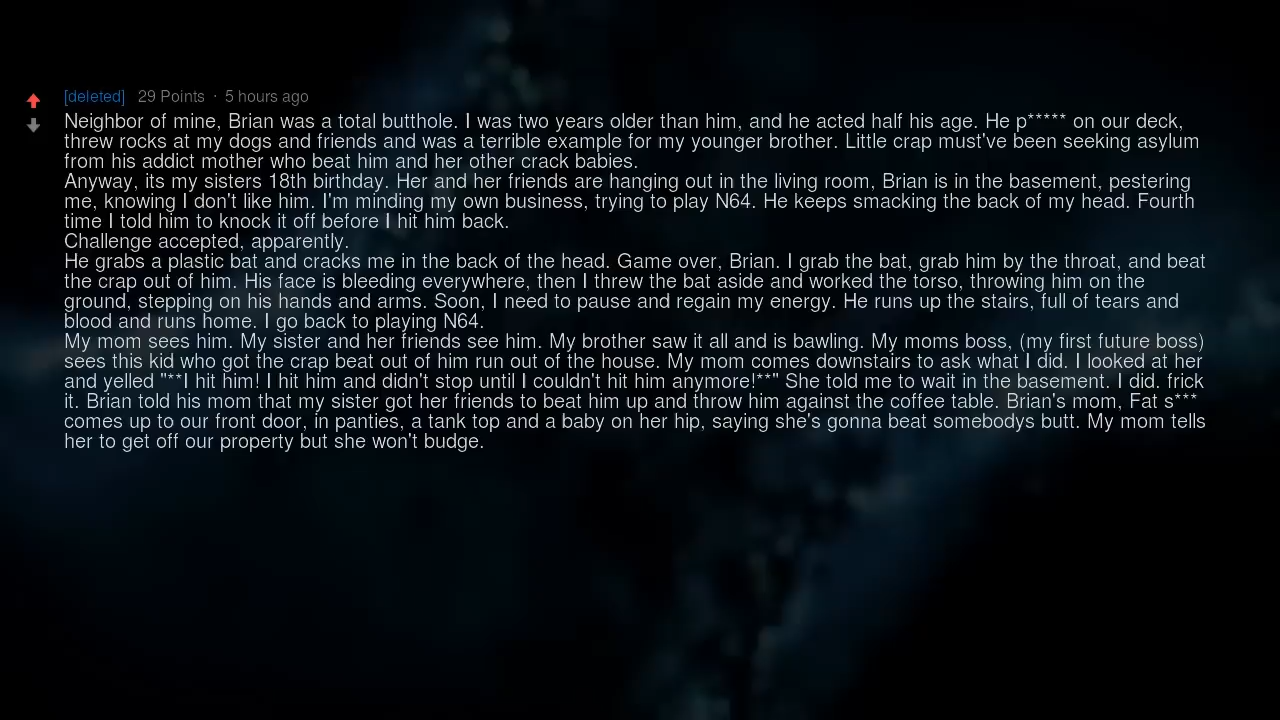 [deleted] 29 Points · 5 hours ago
Neighbor of mine, Brian was a total butthole. I was two years older than him, and he acted half his age. He p***** on our deck,
threw rocks at my dogs and friends and was a terrible example for my younger brother. Little crap must've been seeking asylum
from his addict mother who beat him and her other crack babies.
Anyway, its my sisters 18th birthday. Her and her friends are hanging out in the living room, Brian is in the basement, pestering
me, knowing I don't like him. I'm minding my own business, trying to play N64. He keeps smacking the back of my head. Fourth
time I told him to knock it off before I hit him back.
Challenge accepted, apparently.
He grabs a plastic bat and cracks me in the back of the head. Game over, Brian. I grab the bat, grab him by the throat, and beat
the crap out of him. His face is bleeding everywhere, then I threw the bat aside and worked the torso, throwing him on the
ground, stepping on his hands and arms. Soon, I need to pause and regain my energy. He runs up the stairs, full of tears and
blood and runs home. I go back to playing N64.
My mom sees him. My sister and her friends see him. My brother saw it all and is bawling. My moms boss, (my first future boss)
sees this kid who got the crap beat out of him run out of the house. My mom comes downstairs to ask what I did. I looked at her
and yelled "**I hit him! I hit him and didn't stop until I couldn't hit him anymore!**" She told me to wait in the basement. I did. frick
it. Brian told his mom that my sister got her friends to beat him up and throw him against the coffee table. Brian's mom, Fat s***
comes up to our front door, in panties, a tank top and a baby on her hip, saying she's gonna beat somebodys butt. My mom tells
her to get off our property but she won't budge.